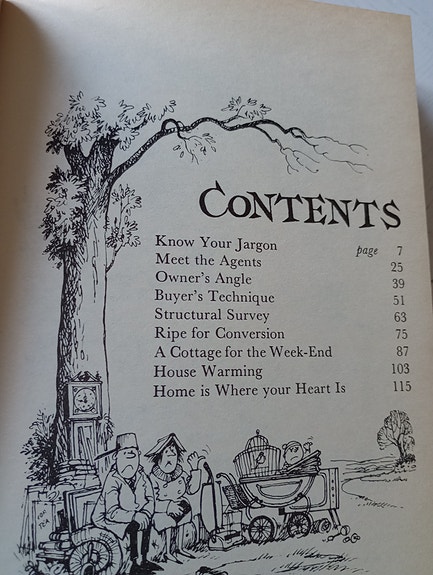 CONTENTS
Know Your Jargon page 7
Meet the Agents 25
Owner's Angle 39
Buyer's Technique 51
Structural Survey 63
Ripe for Conversion 75
A Cottage for the Week-End 87
House Warming 103
Home is Where your Heart Is 115
TEA